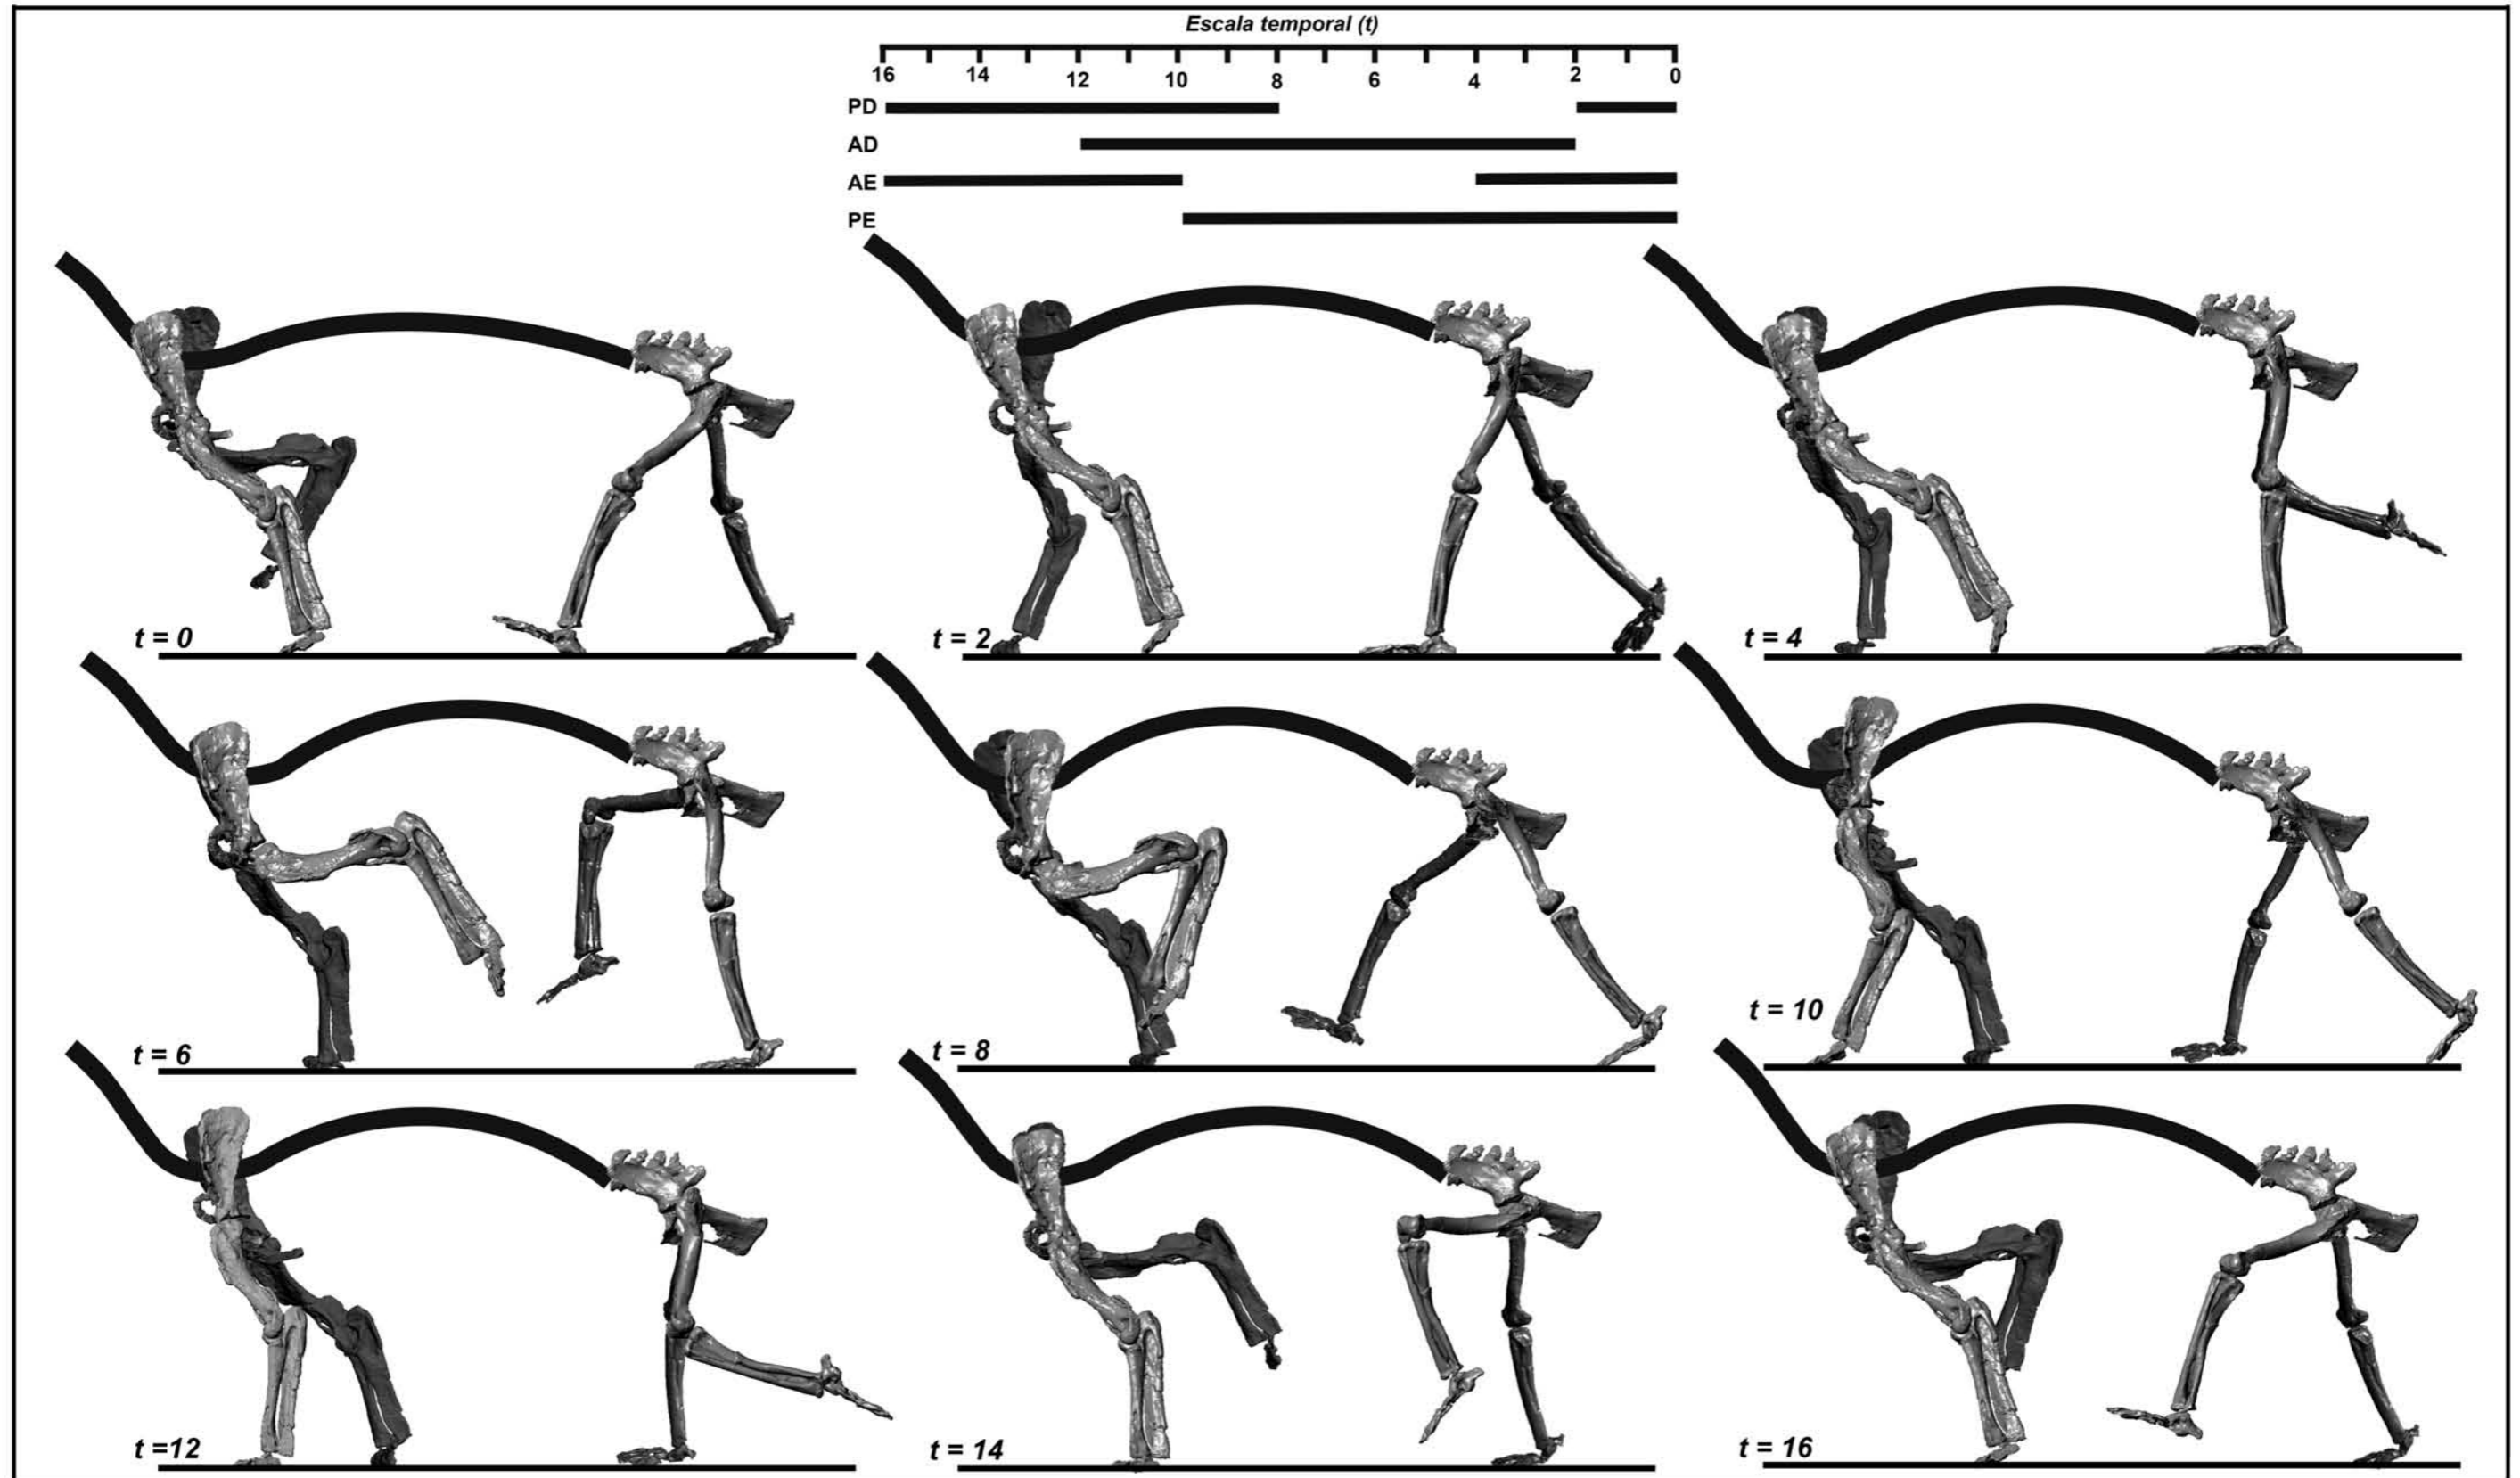 Escala temporal (t)
16 14 12 10 8 6 4 2 0
PD
AD
AE
PE
t = 0
t = 2
t = 4
t = 6
t = 8
t = 10
t =12
t = 14
t = 16